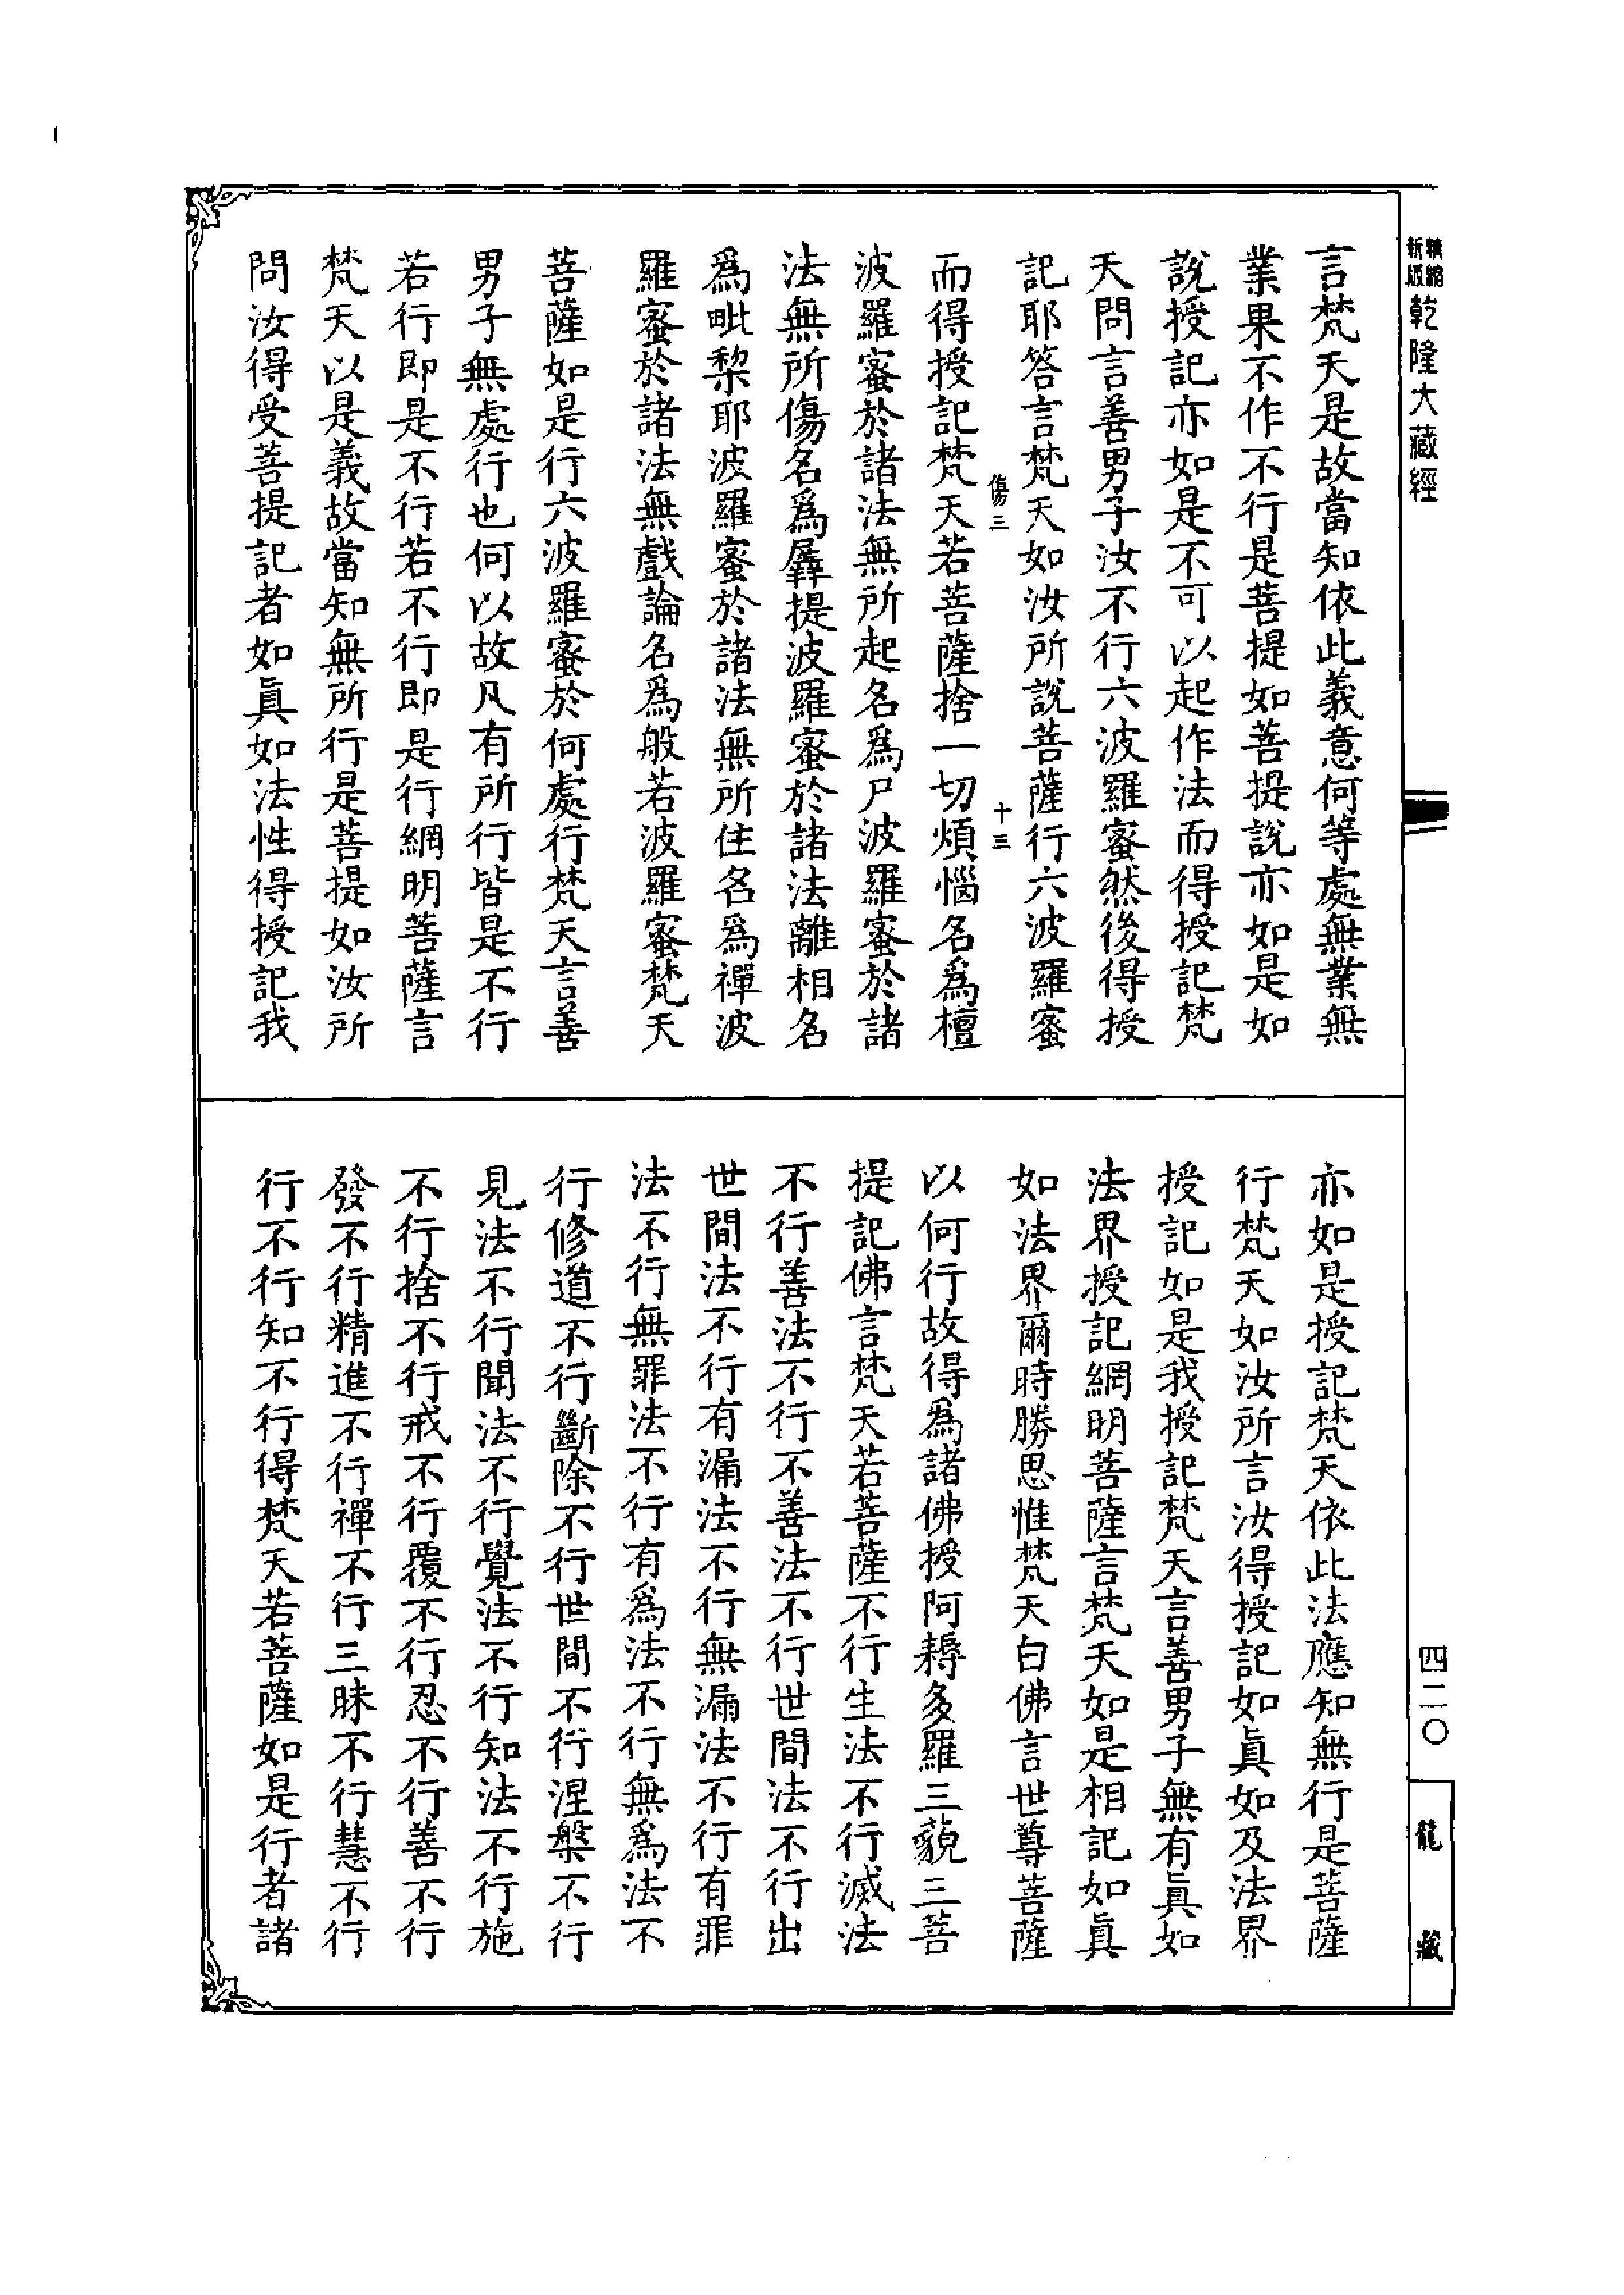 精縮新版乾隆大藏經
言梵天是故當知依此義意何等處無業無
業果不作不行是菩提如菩提說亦如是如
說授記亦如是不可以起作法而得授記梵
天問言善男子汝不行六波羅蜜然後得授
記耶答言梵天如汝所說菩薩行六波羅蜜
傷三 十三
而得授記梵天若菩薩捨一切煩惱名爲檀
波羅蜜於諸法無所起名爲尸波羅蜜於諸
法無所傷名爲羼提波羅蜜於諸法離相名
爲毗棃耶波羅蜜於諸法無所住名爲禪波
羅蜜於諸法無戲論名爲般若波羅蜜梵天
菩薩如是行六波羅蜜於何處行梵天言善
男子無處行也何以故凡有所行皆是不行
若行即是不行若不行即是行網明菩薩言
梵天以是義故當知無所行是菩提如汝所
問汝得受菩提記者如眞如法性得授記我
亦如是授記梵天依此法應知無行是菩薩
行梵天如汝所言汝得授記如眞如及法界
授記如是我授記梵天言善男子無有眞如
法界授記網明菩薩言梵天如是相記如眞
如法界爾時勝思惟梵天白佛言世尊菩薩
以何行故得爲諸佛授阿耨多羅三藐三菩
提記佛言梵天若菩薩不行生法不行滅法
不行善法不行不善法不行世間法不行出
世間法不行有漏法不行無漏法不行有罪
法不行無罪法不行有爲法不行無爲法不
行修道不行斷除不行世間不行涅槃不行
見法不行聞法不行覺法不行知法不行施
不行捨不行戒不行覆不行忍不行善不行
發不行精進不行禪不行三昧不行慧不行
行不行知不行得梵天若菩薩如是行者諸
四二〇
龍藏